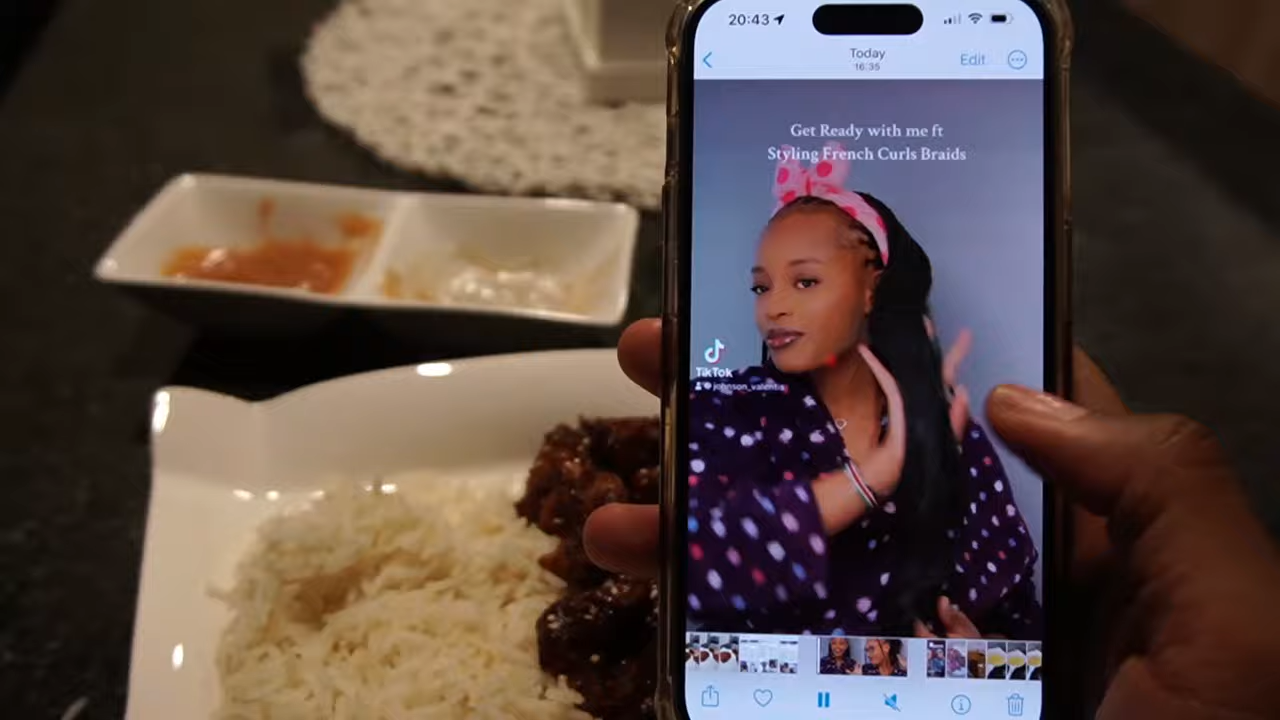 20:43
Today
16:35
Edit
Get Ready with me ft
Styling French Curls Braids
TikTok